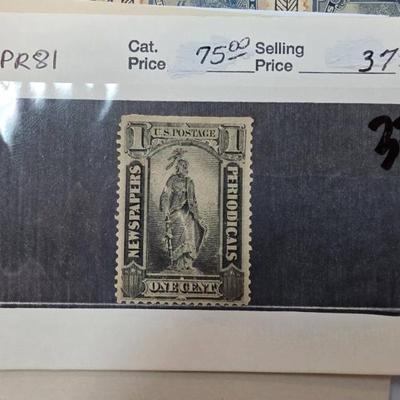 PR81
Cat. Price 75.00
Selling Price 37
1 U.S. POSTAGE 1
NEWSPAPERS
PERIODICALS
ONE CENT